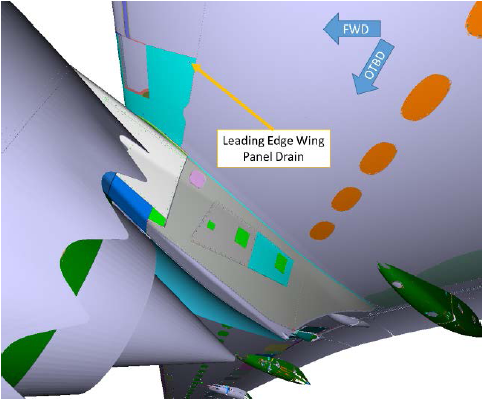 FWD
OTBD
Leading Edge Wing
Panel Drain